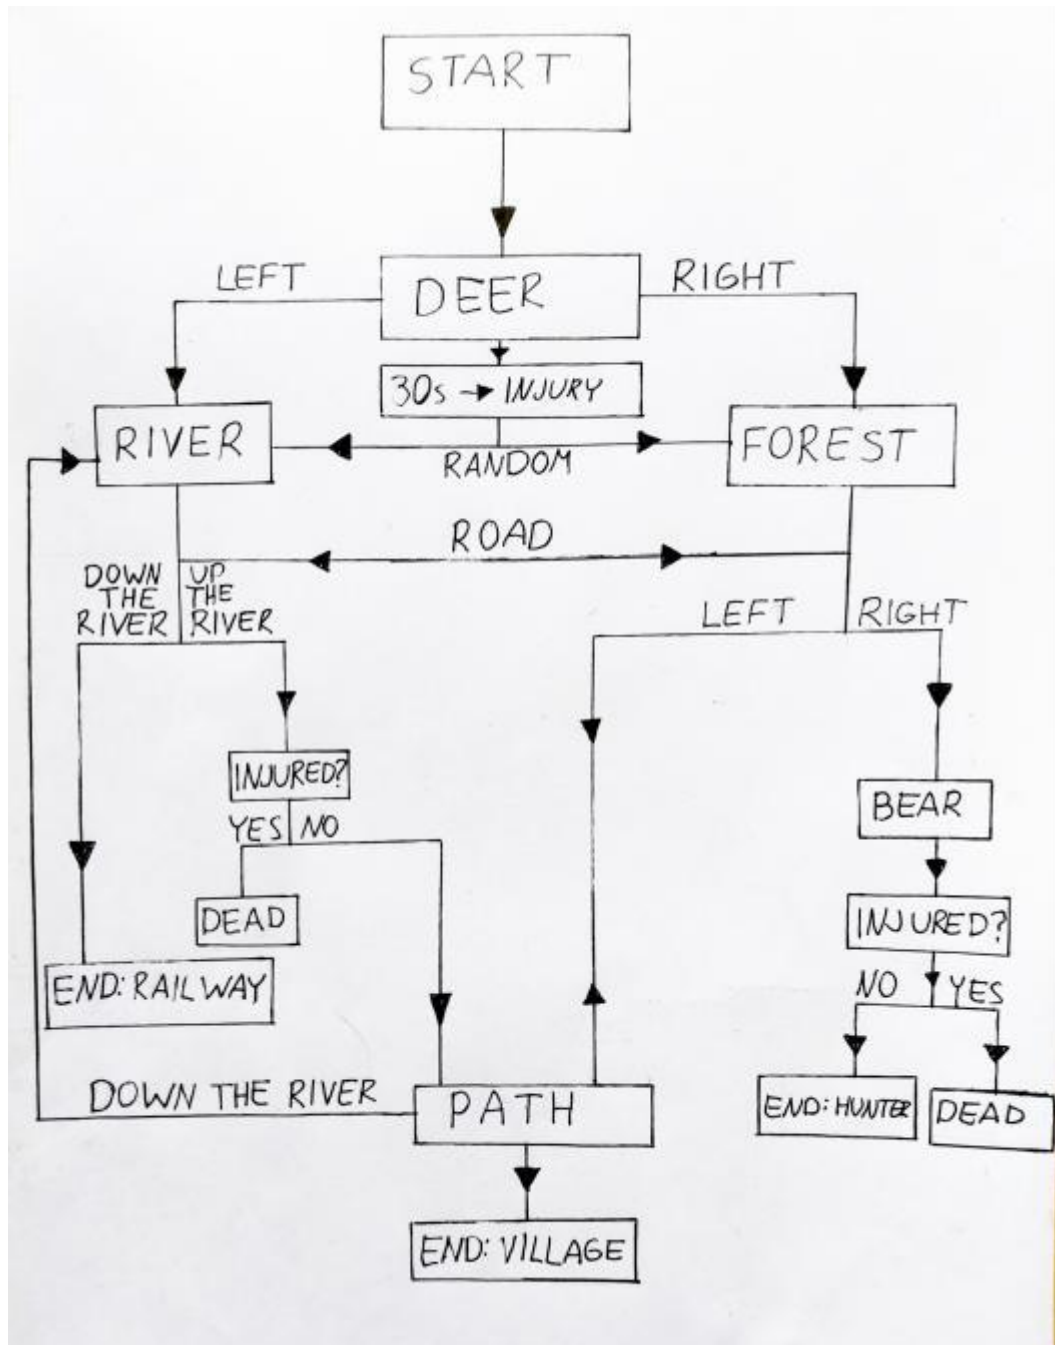 START
LEFT
DEER
RIGHT
30s → INJURY
RIVER
FOREST
RANDOM
ROAD
DOWN
THE
RIVER
UP
THE
RIVER
LEFT
RIGHT
INJURED?
BEAR
YES
NO
DEAD
INJURED?
END: RAILWAY
NO
YES
DOWN THE RIVER
PATH
END: HUNTER
DEAD
END: VILLAGE